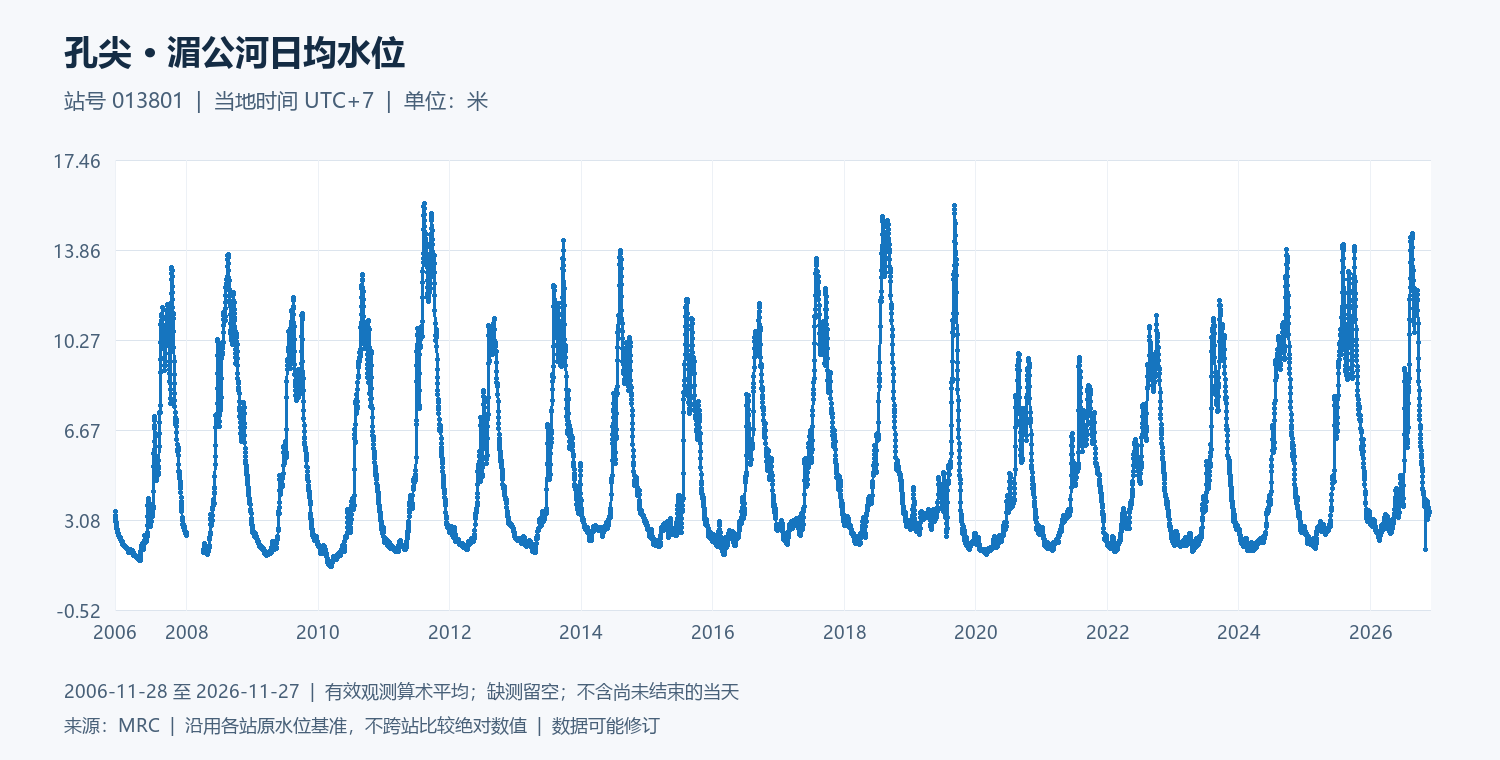 孔尖 • 湄公河日均水位
站号 013801 | 当地时间 UTC+7 | 单位：米
17.46
13.86
10.27
6.67
3.08
-0.52
2006 2008 2010 2012 2014 2016 2018 2020 2022 2024 2026
2006-11-28 至 2026-11-27 | 有效观测算术平均；缺测留空；不含尚未结束的当天
来源：MRC | 沿用各站原水位基准，不跨站比较绝对数值 | 数据可能修订